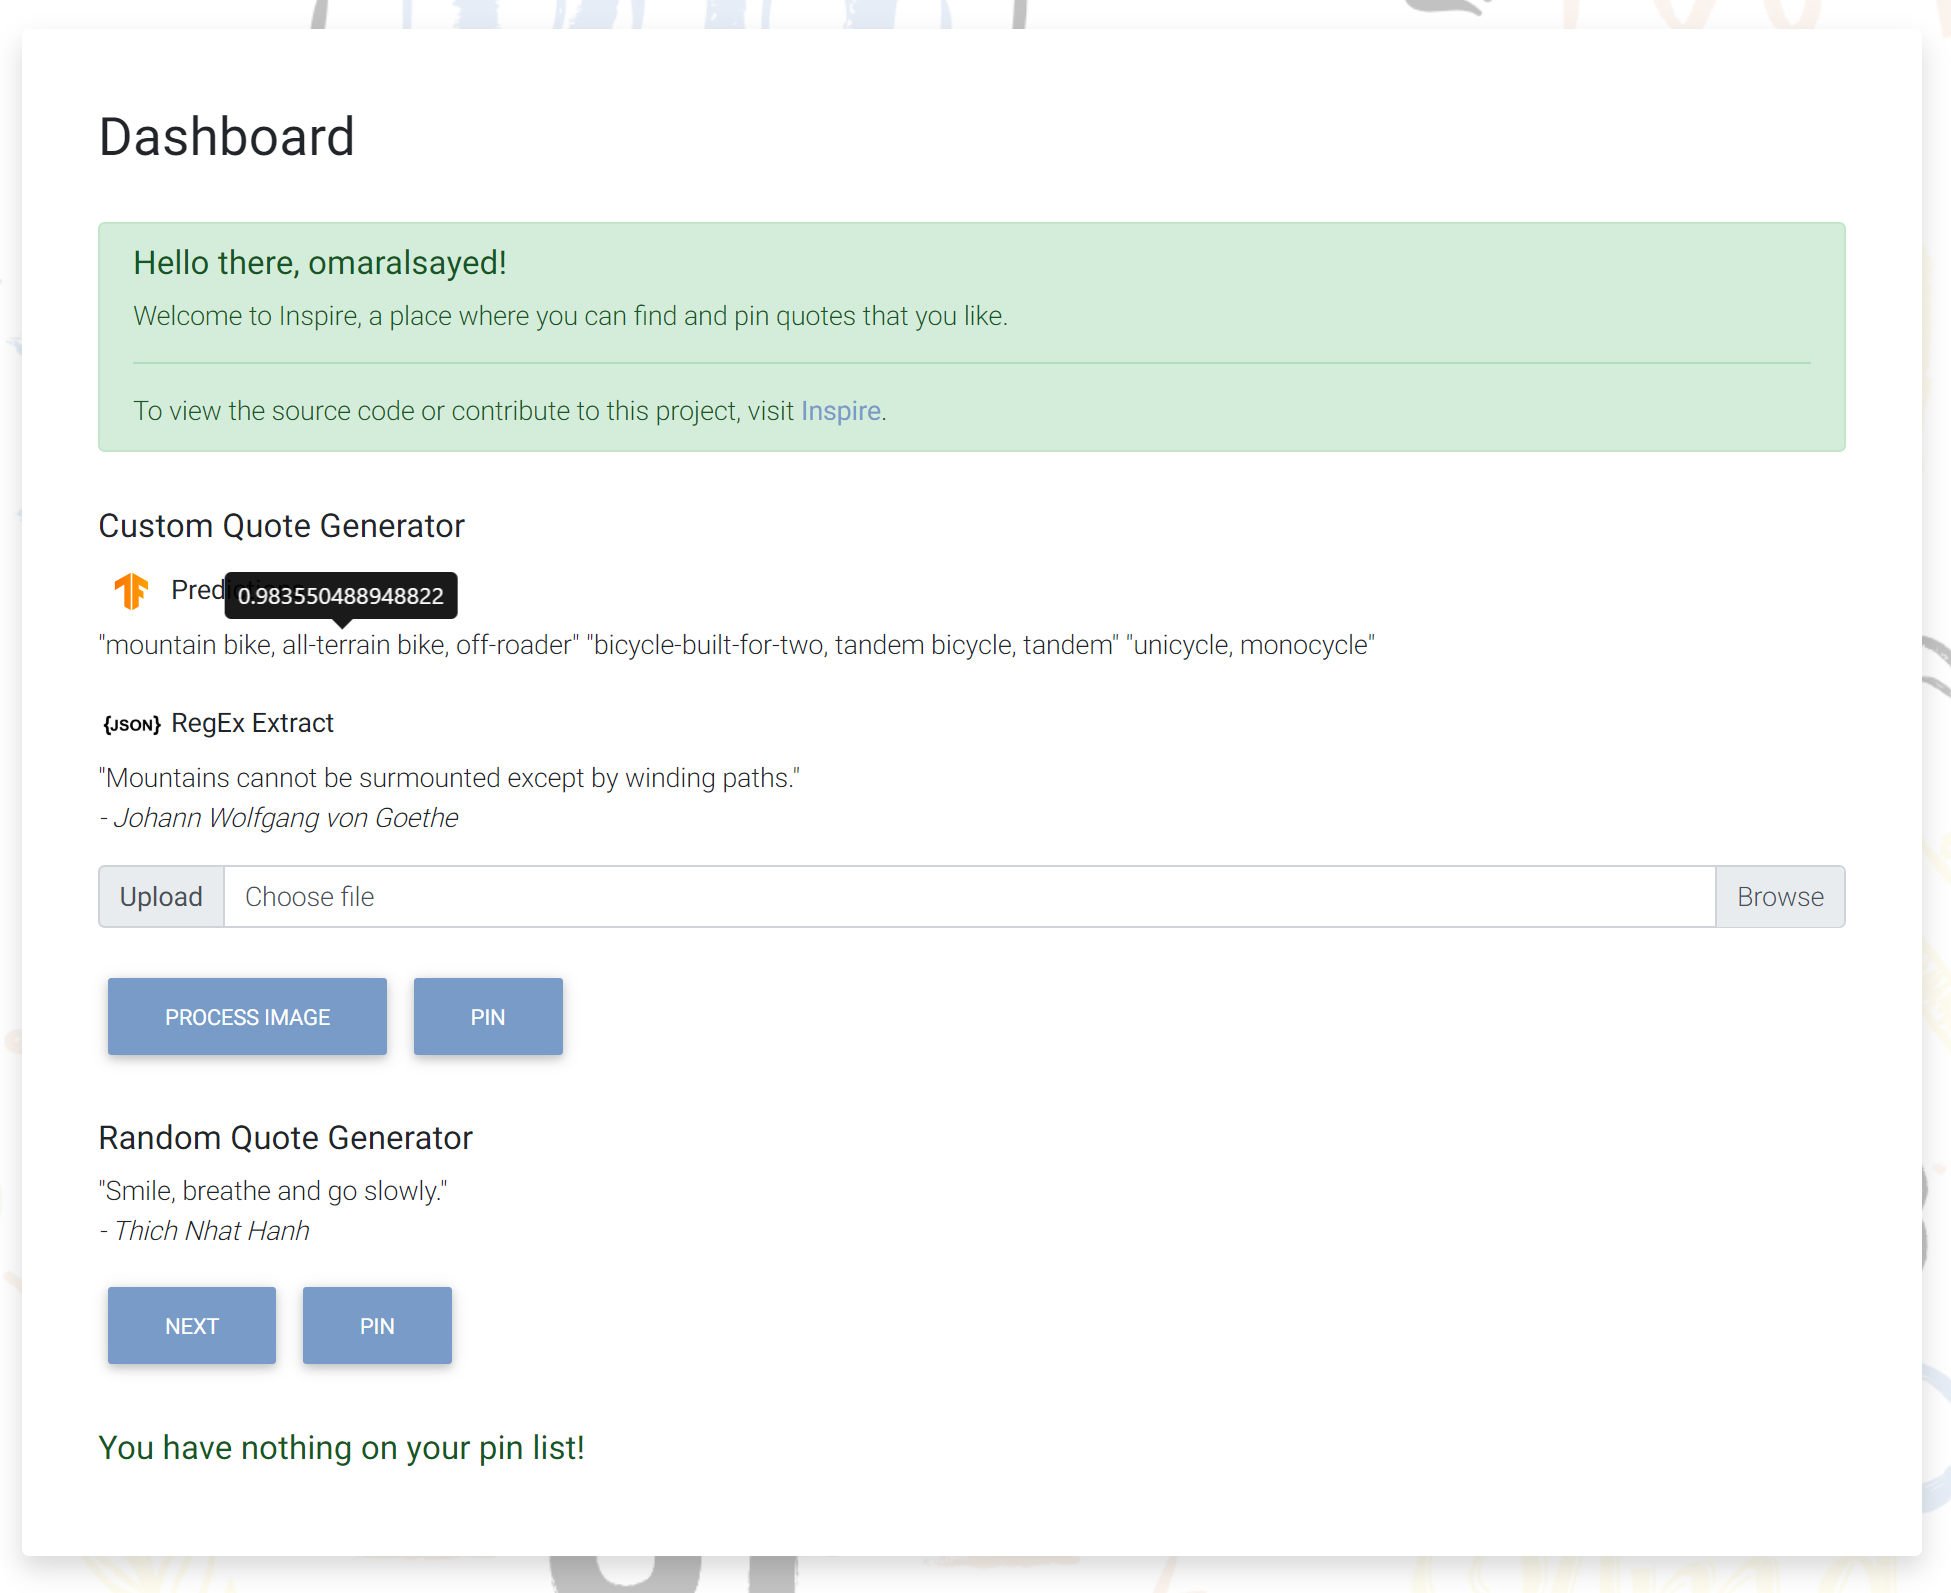 Dashboard
Hello there, omaralsayed!
Welcome to Inspire, a place where you can find and pin quotes that you like.
To view the source code or contribute to this project, visit Inspire.
Custom Quote Generator
Predictions
0.983550488948822
"mountain bike, all-terrain bike, off-roader" "bicycle-built-for-two, tandem bicycle, tandem" "unicycle, monocycle"
{JSON} RegEx Extract
"Mountains cannot be surmounted except by winding paths."
- Johann Wolfgang von Goethe
Upload Choose file Browse
PROCESS IMAGE PIN
Random Quote Generator
"Smile, breathe and go slowly."
- Thich Nhat Hanh
NEXT PIN
You have nothing on your pin list!